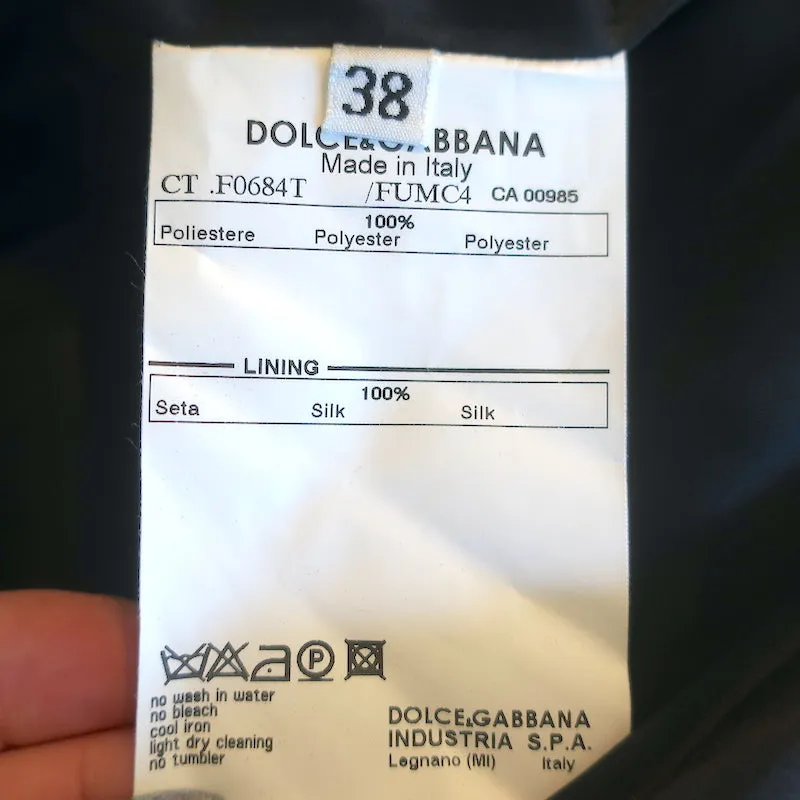 38
DOLCE&GABBANA
Made in Italy
CT .F0684T /FUMC4 CA 00985
100%
Poliestere Polyester Polyester
LINING
100%
Seta Silk Silk
P
no wash in water
no bleach
cool iron
light dry cleaning
no tumbler
DOLCE&GABBANA
INDUSTRIA S.P.A.
Legnano (MI) Italy